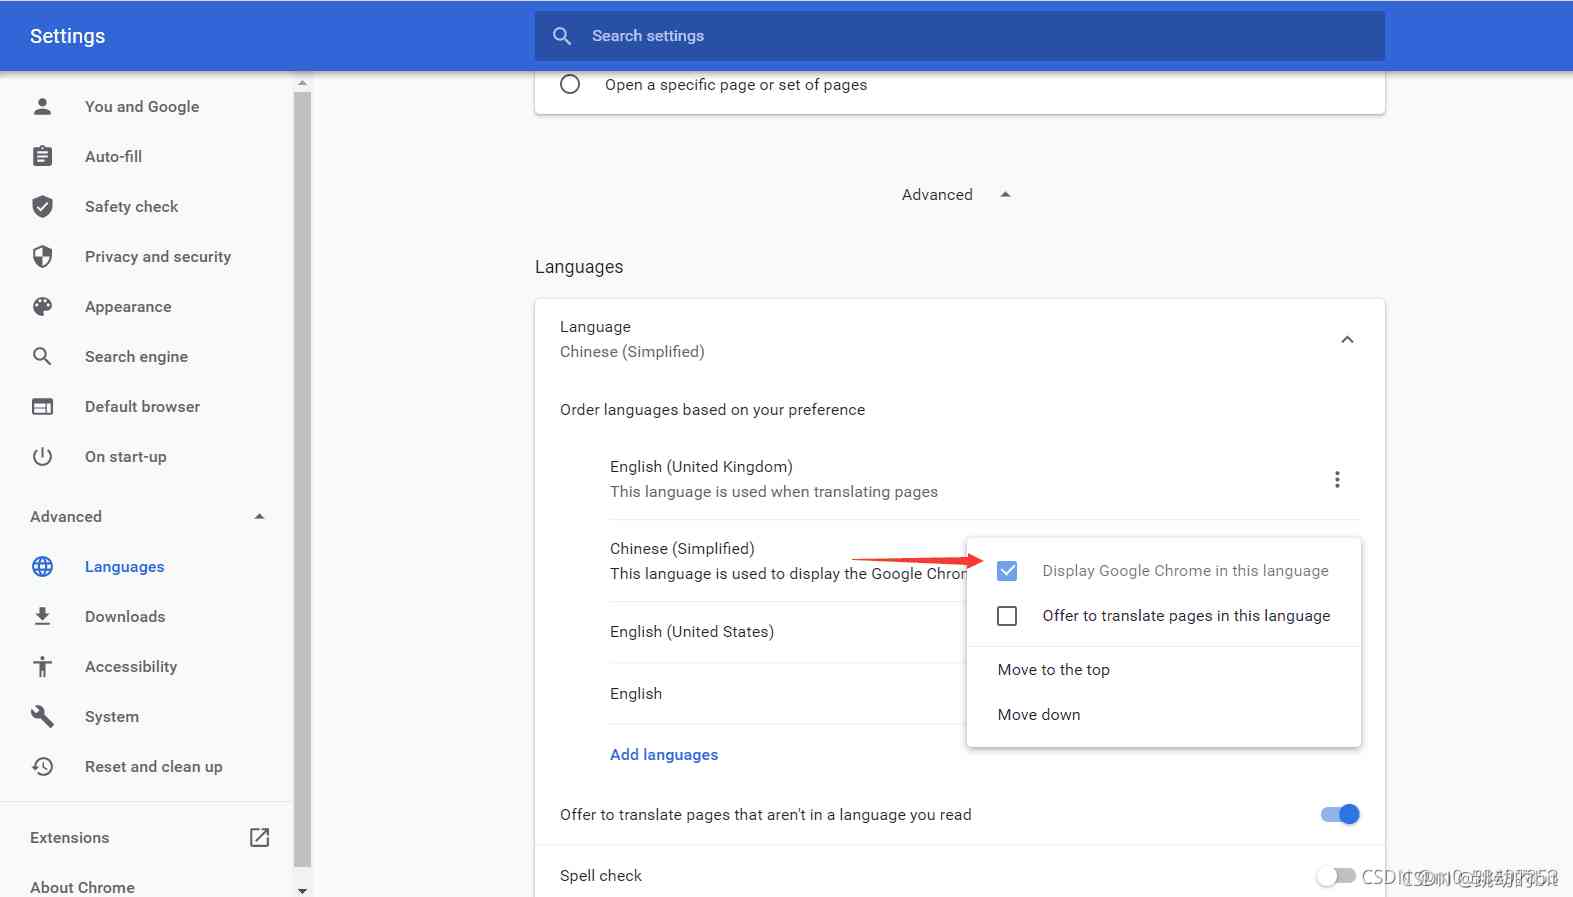 Settings
Search settings
You and Google
Auto-fill
Safety check
Privacy and security
Appearance
Search engine
Default browser
On start-up
Advanced
Languages
Downloads
Accessibility
System
Reset and clean up
Extensions
About Chrome
Open a specific page or set of pages
Advanced
Languages
Language
Chinese (Simplified)
Order languages based on your preference
English (United Kingdom)
This language is used when translating pages
Chinese (Simplified)
This language is used to display the Google Chrom
English (United States)
English
Add languages
Display Google Chrome in this language
Offer to translate pages in this language
Move to the top
Move down
Offer to translate pages that aren't in a language you read
Spell check
CSDN